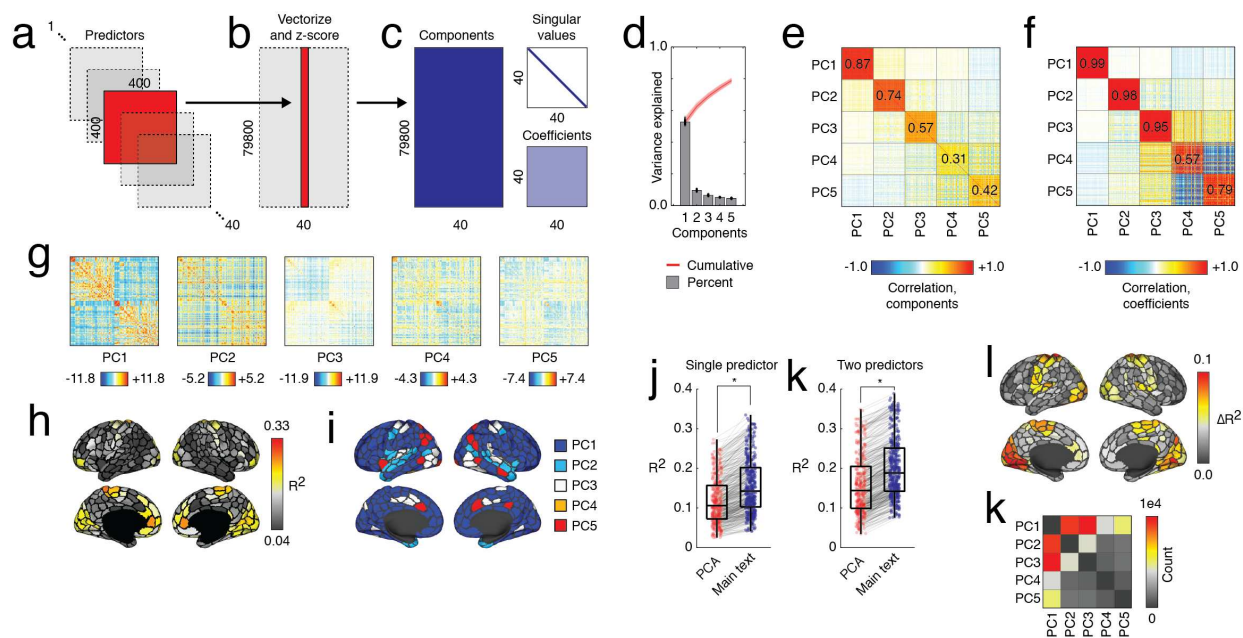 a
1
Predictors
400
400
40
b
Vectorize
and z-score
79800
40
c
Components
79800
40
Singular
values
40
40
Coefficients
40
40
d
1.0
Variance explained
0.0
1 2 3 4 5
Components
Cumulative
Percent
e
PC1
PC2
PC3
PC4
PC5
0.87
0.74
0.57
0.31
0.42
PC1
PC2
PC3
PC4
PC5
-1.0
+1.0
Correlation,
components
f
PC1
PC2
PC3
PC4
PC5
0.99
0.98
0.95
0.57
0.79
PC1
PC2
PC3
PC4
PC5
-1.0
+1.0
Correlation,
coefficients
g
PC1
PC2
PC3
PC4
PC5
-11.8 +11.8
-5.2 +5.2
-11.9 +11.9
-4.3 +4.3
-7.4 +7.4
h
0.33
R2
0.04
i
PC1
PC2
PC3
PC4
PC5
j
Single predictor
*
0.4
0.3
0.2
0.1
0
R2
PCA
Main text
k
Two predictors
*
0.4
0.3
0.2
0.1
0
R2
PCA
Main text
l
0.1
ΔR2
0.0
k
PC1
PC2
PC3
PC4
PC5
PC1
PC2
PC3
PC4
PC5
1e4
Count
0